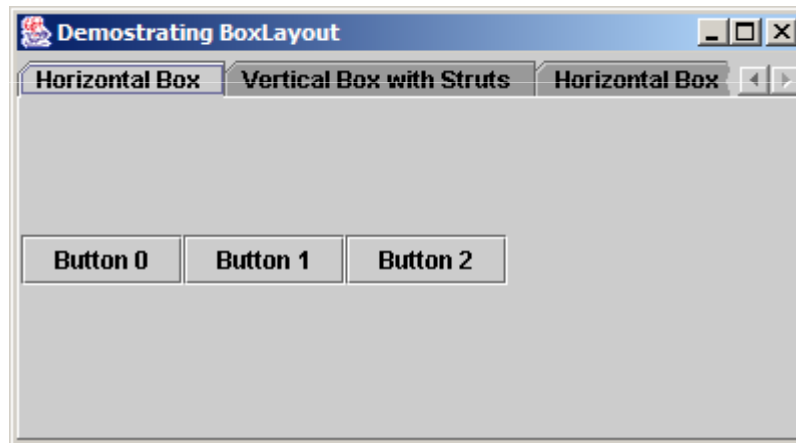 Demostrating BoxLayout
Horizontal Box Vertical Box with Struts Horizontal Box
Button 0 Button 1 Button 2